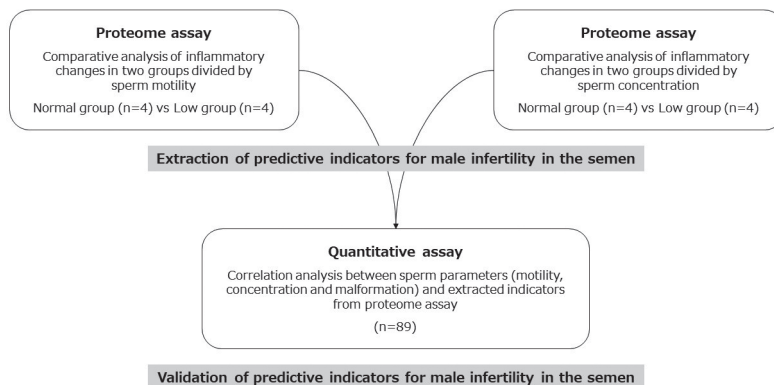 Proteome assay
Comparative analysis of inflammatory
changes in two groups divided by
sperm motility
Normal group (n=4) vs Low group (n=4)
Proteome assay
Comparative analysis of inflammatory
changes in two groups divided by
sperm concentration
Normal group (n=4) vs Low group (n=4)
Extraction of predictive indicators for male infertility in the semen
Quantitative assay
Correlation analysis between sperm parameters (motility,
concentration and malformation) and extracted indicators
from proteome assay
(n=89)
Validation of predictive indicators for male infertility in the semen